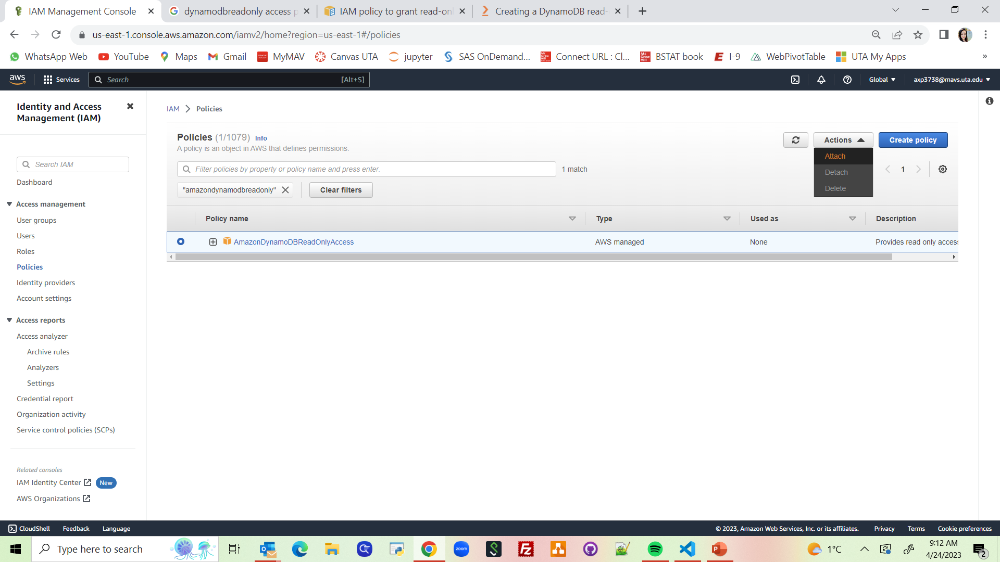 IAM Management Console
dynamodbreadonly access p
IAM policy to grant read-onl
Creating a DynamoDB read-
us-east-1.console.aws.amazon.com/iamv2/home?region=us-east-1#/policies
WhatsApp Web
YouTube
Maps
Gmail
MyMAV
Canvas UTA
jupyter
SAS OnDemand...
Connect URL : Cl...
BSTAT book
I-9
WebPivotTable
UTA My Apps
»
aws
Services
Search
[Alt+S]
Global
axp3738@mavs.uta.edu
Identity and Access
Management (IAM)
Search IAM
Dashboard
Access management
User groups
Users
Roles
Policies
Identity providers
Account settings
Access reports
Access analyzer
Archive rules
Analyzers
Settings
Credential report
Organization activity
Service control policies (SCPs)
Related consoles
IAM Identity Center
New
AWS Organizations
IAM > Policies
Policies (1/1079) Info
A policy is an object in AWS that defines permissions.
Actions
Create policy
Attach
Detach
Delete
Filter policies by property or policy name and press enter.
1 match
1
"amazondynamodbreadonly"
Clear filters
Policy name
Type
Used as
Description
AmazonDynamoDBReadOnlyAccess
AWS managed
None
Provides read only access
CloudShell
Feedback
Language
© 2023, Amazon Web Services, Inc. or its affiliates.
Privacy
Terms
Cookie preferences
Type here to search
zoom
1°C
9:12 AM
4/24/2023
2